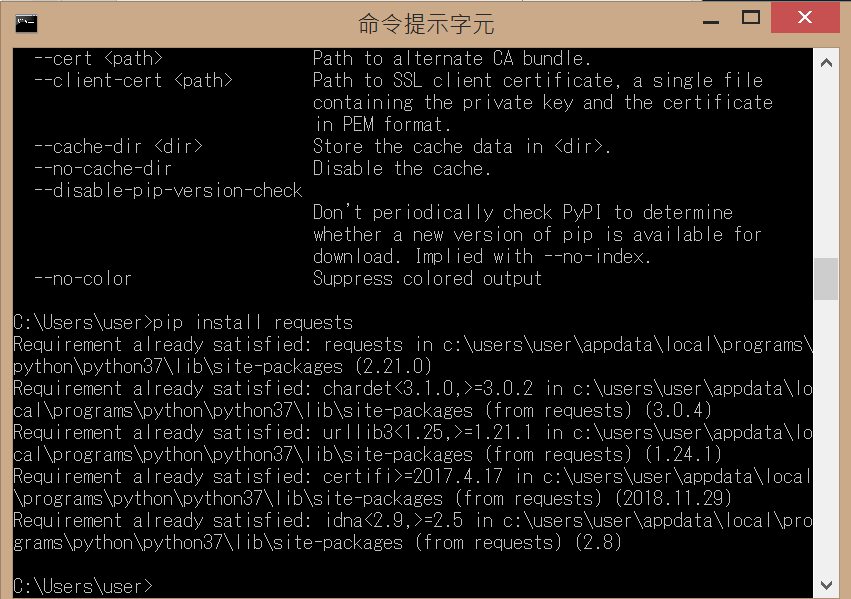 命令提示字元
--cert <path> Path to alternate CA bundle.
--client-cert <path> Path to SSL client certificate, a single file
containing the private key and the certificate
in PEM format.
--cache-dir <dir> Store the cache data in <dir>.
--no-cache-dir Disable the cache.
--disable-pip-version-check
Don't periodically check PyPI to determine
whether a new version of pip is available for
download. Implied with --no-index.
--no-color Suppress colored output
C:\Users\user>pip install requests
Requirement already satisfied: requests in c:\users\user\appdata\local\programs\
python\python37\lib\site-packages (2.21.0)
Requirement already satisfied: chardet<3.1.0,>=3.0.2 in c:\users\user\appdata\lo
cal\programs\python\python37\lib\site-packages (from requests) (3.0.4)
Requirement already satisfied: urllib3<1.25,>=1.21.1 in c:\users\user\appdata\lo
cal\programs\python\python37\lib\site-packages (from requests) (1.24.1)
Requirement already satisfied: certifi>=2017.4.17 in c:\users\user\appdata\local
\programs\python\python37\lib\site-packages (from requests) (2018.11.29)
Requirement already satisfied: idna<2.9,>=2.5 in c:\users\user\appdata\local\pro
grams\python\python37\lib\site-packages (from requests) (2.8)
C:\Users\user>